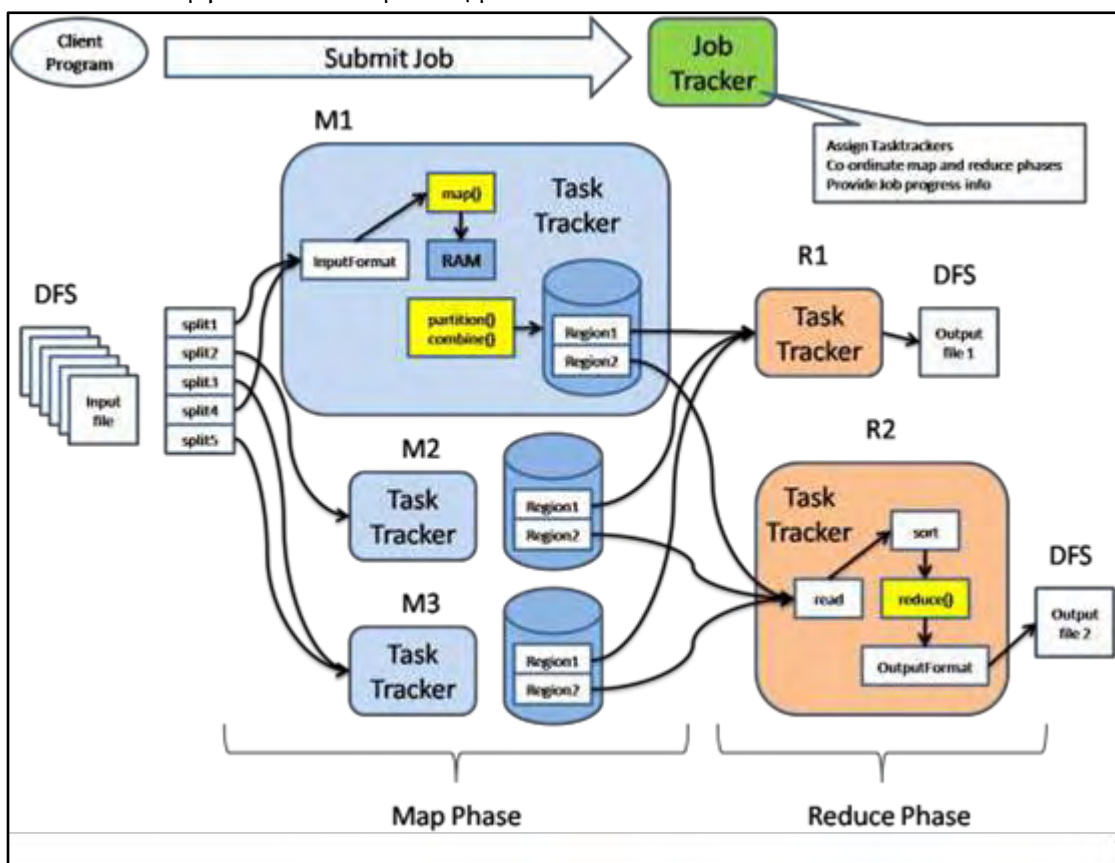 Client
Program
Submit Job
Job
Tracker
Assign Tasktrackers
Co-ordinate map and reduce phases
Provide Job progress info
M1
map()
Task
Tracker
InputFormat
RAM
partition()
combine()
Region1
Region2
DFS
Input
file
split1
split2
split3
split4
split5
M2
Task
Tracker
Region1
Region2
M3
Task
Tracker
Region1
Region2
R1
Task
Tracker
DFS
Output
file 1
R2
Task
Tracker
sort
read
reduce()
OutputFormat
DFS
Output
file 2
Map Phase
Reduce Phase